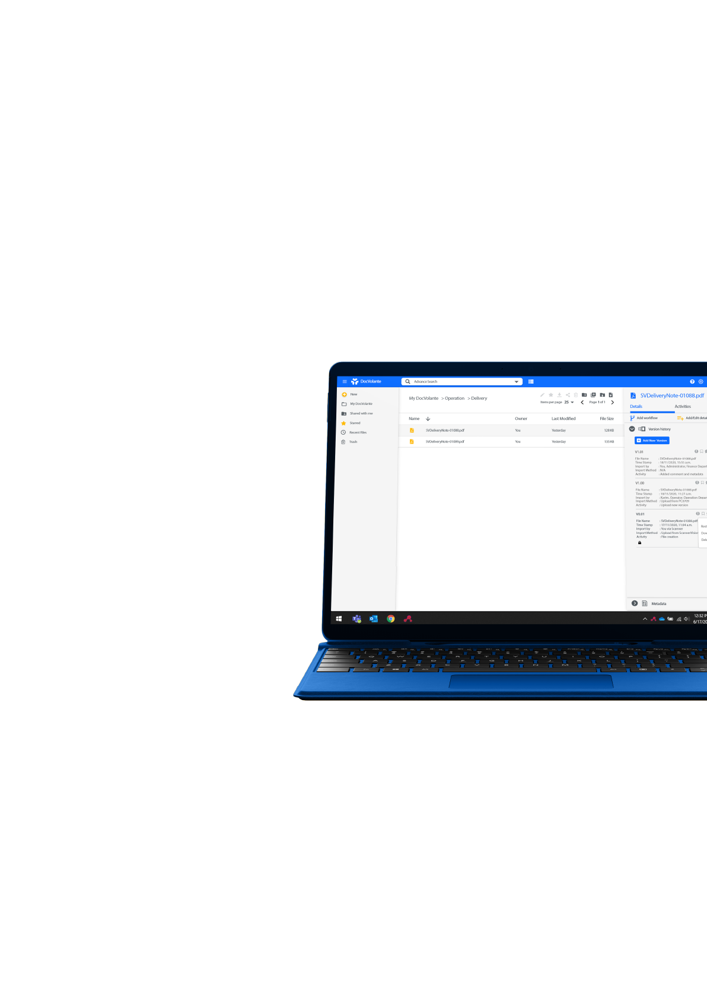 DocVolante
Advance Search
New
My DocVolante
Shared with me
Starred
Recent Files
Trash
My DocVolante > Operation > Delivery
Items per page 25
Page 1 of 1
Name Owner Last Modified File Size
SVDeliveryNote-01088.pdf You Yesterday 128 KB
SVDeliveryNote-01089.pdf You Yesterday 135 KB
SVDeliveryNote-01088.pdf
Details Activities
Add workflow Add/Edit detai
Version history
Add New Version
V1.01
File Name : SVDeliveryNote-01088.pdf
Time Stamp : 18/11/2020, 15:55 a.m.
Import by : You, Administrator, Finance Depart
Import Method : N/A
Activity : Added comment and metadata
V1.00
File Name : SVDeliveryNote-01088.pdf
Time Stamp : 18/11/2020, 11:27 a.m.
Import by : Karim, Operator, Operation Depar
Import Method : Upload from PC0709
Activity : Upload new version
V0.01
File Name : SVDeliveryNote-01088.pdf
Time Stamp : 17/11/2020, 11:04 a.m.
Import by : You via Scanner
Import Method : Upload from ScannerVision
Activity : File creation
Rest
Dow
Dele
Metadata
12:32 P
6/17/20